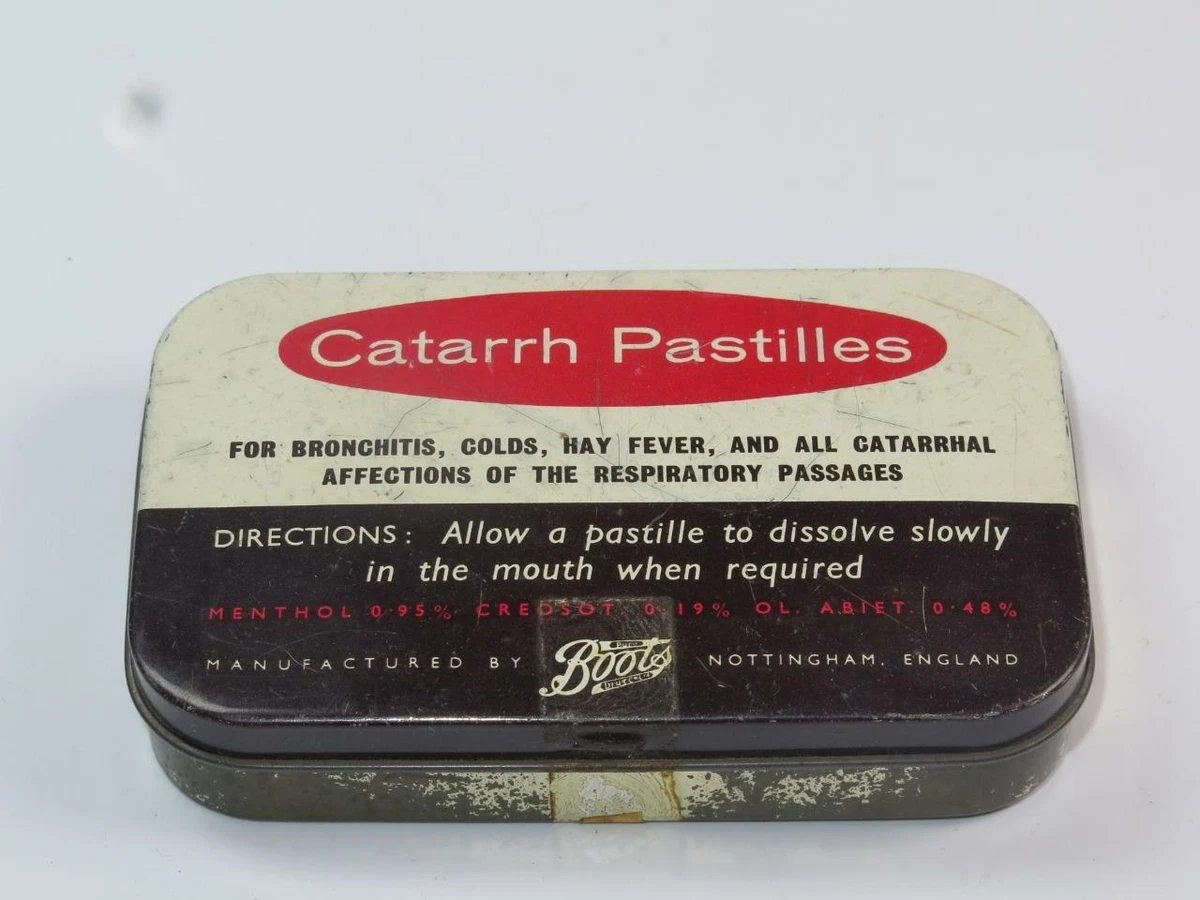 Catarrh Pastilles
FOR BRONCHITIS, COLDS, HAY FEVER, AND ALL CATARRHAL
AFFECTIONS OF THE RESPIRATORY PASSAGES
DIRECTIONS: Allow a pastille to dissolve slowly
in the mouth when required
MENTHOL 0·95% CREOSOT. 0·19% OL. ABIET. 0·48%
MANUFACTURED BY Boots NOTTINGHAM, ENGLAND